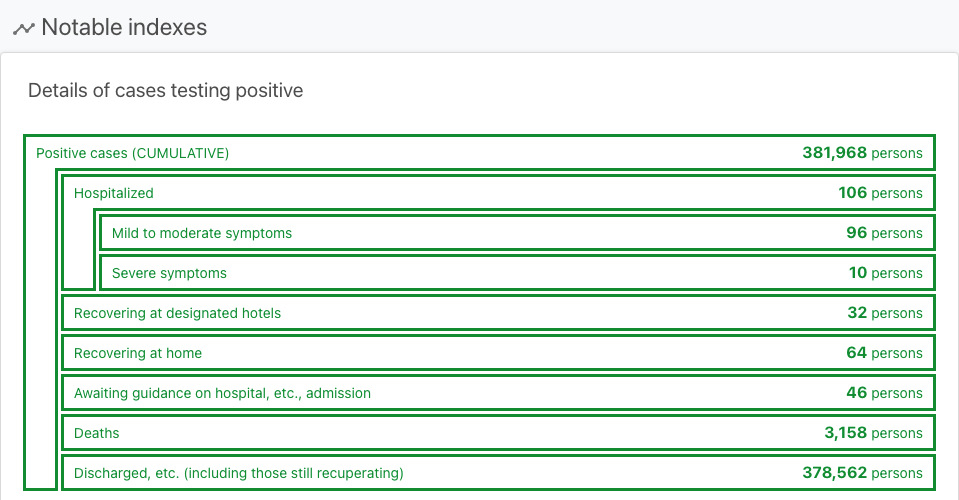 Notable indexes
Details of cases testing positive
Positive cases (CUMULATIVE) 381,968 persons
Hospitalized 106 persons
Mild to moderate symptoms 96 persons
Severe symptoms 10 persons
Recovering at designated hotels 32 persons
Recovering at home 64 persons
Awaiting guidance on hospital, etc., admission 46 persons
Deaths 3,158 persons
Discharged, etc. (including those still recuperating) 378,562 persons